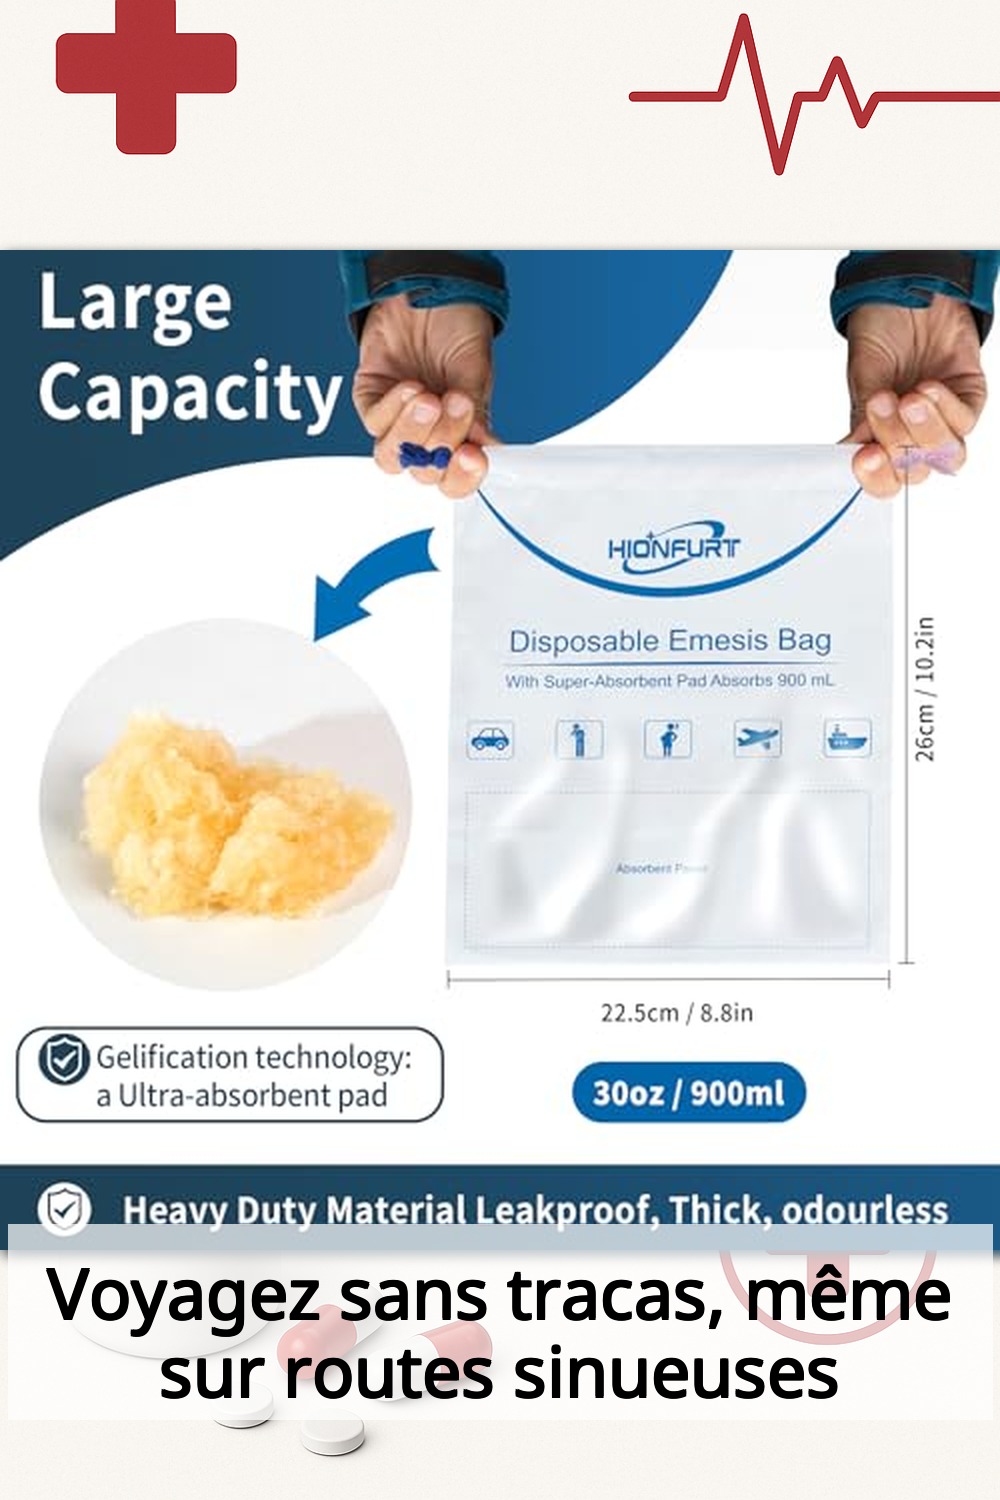 Large
Capacity
HIONFURT
Disposable Emesis Bag
With Super-Absorbent Pad Absorbs 900 mL
Absorbent
26cm / 10.2in
22.5cm / 8.8in
Gelification technology:
a Ultra-absorbent pad
30oz / 900ml
Heavy Duty Material Leakproof, Thick, odourless
Voyagez sans tracas, même
sur routes sinueuses